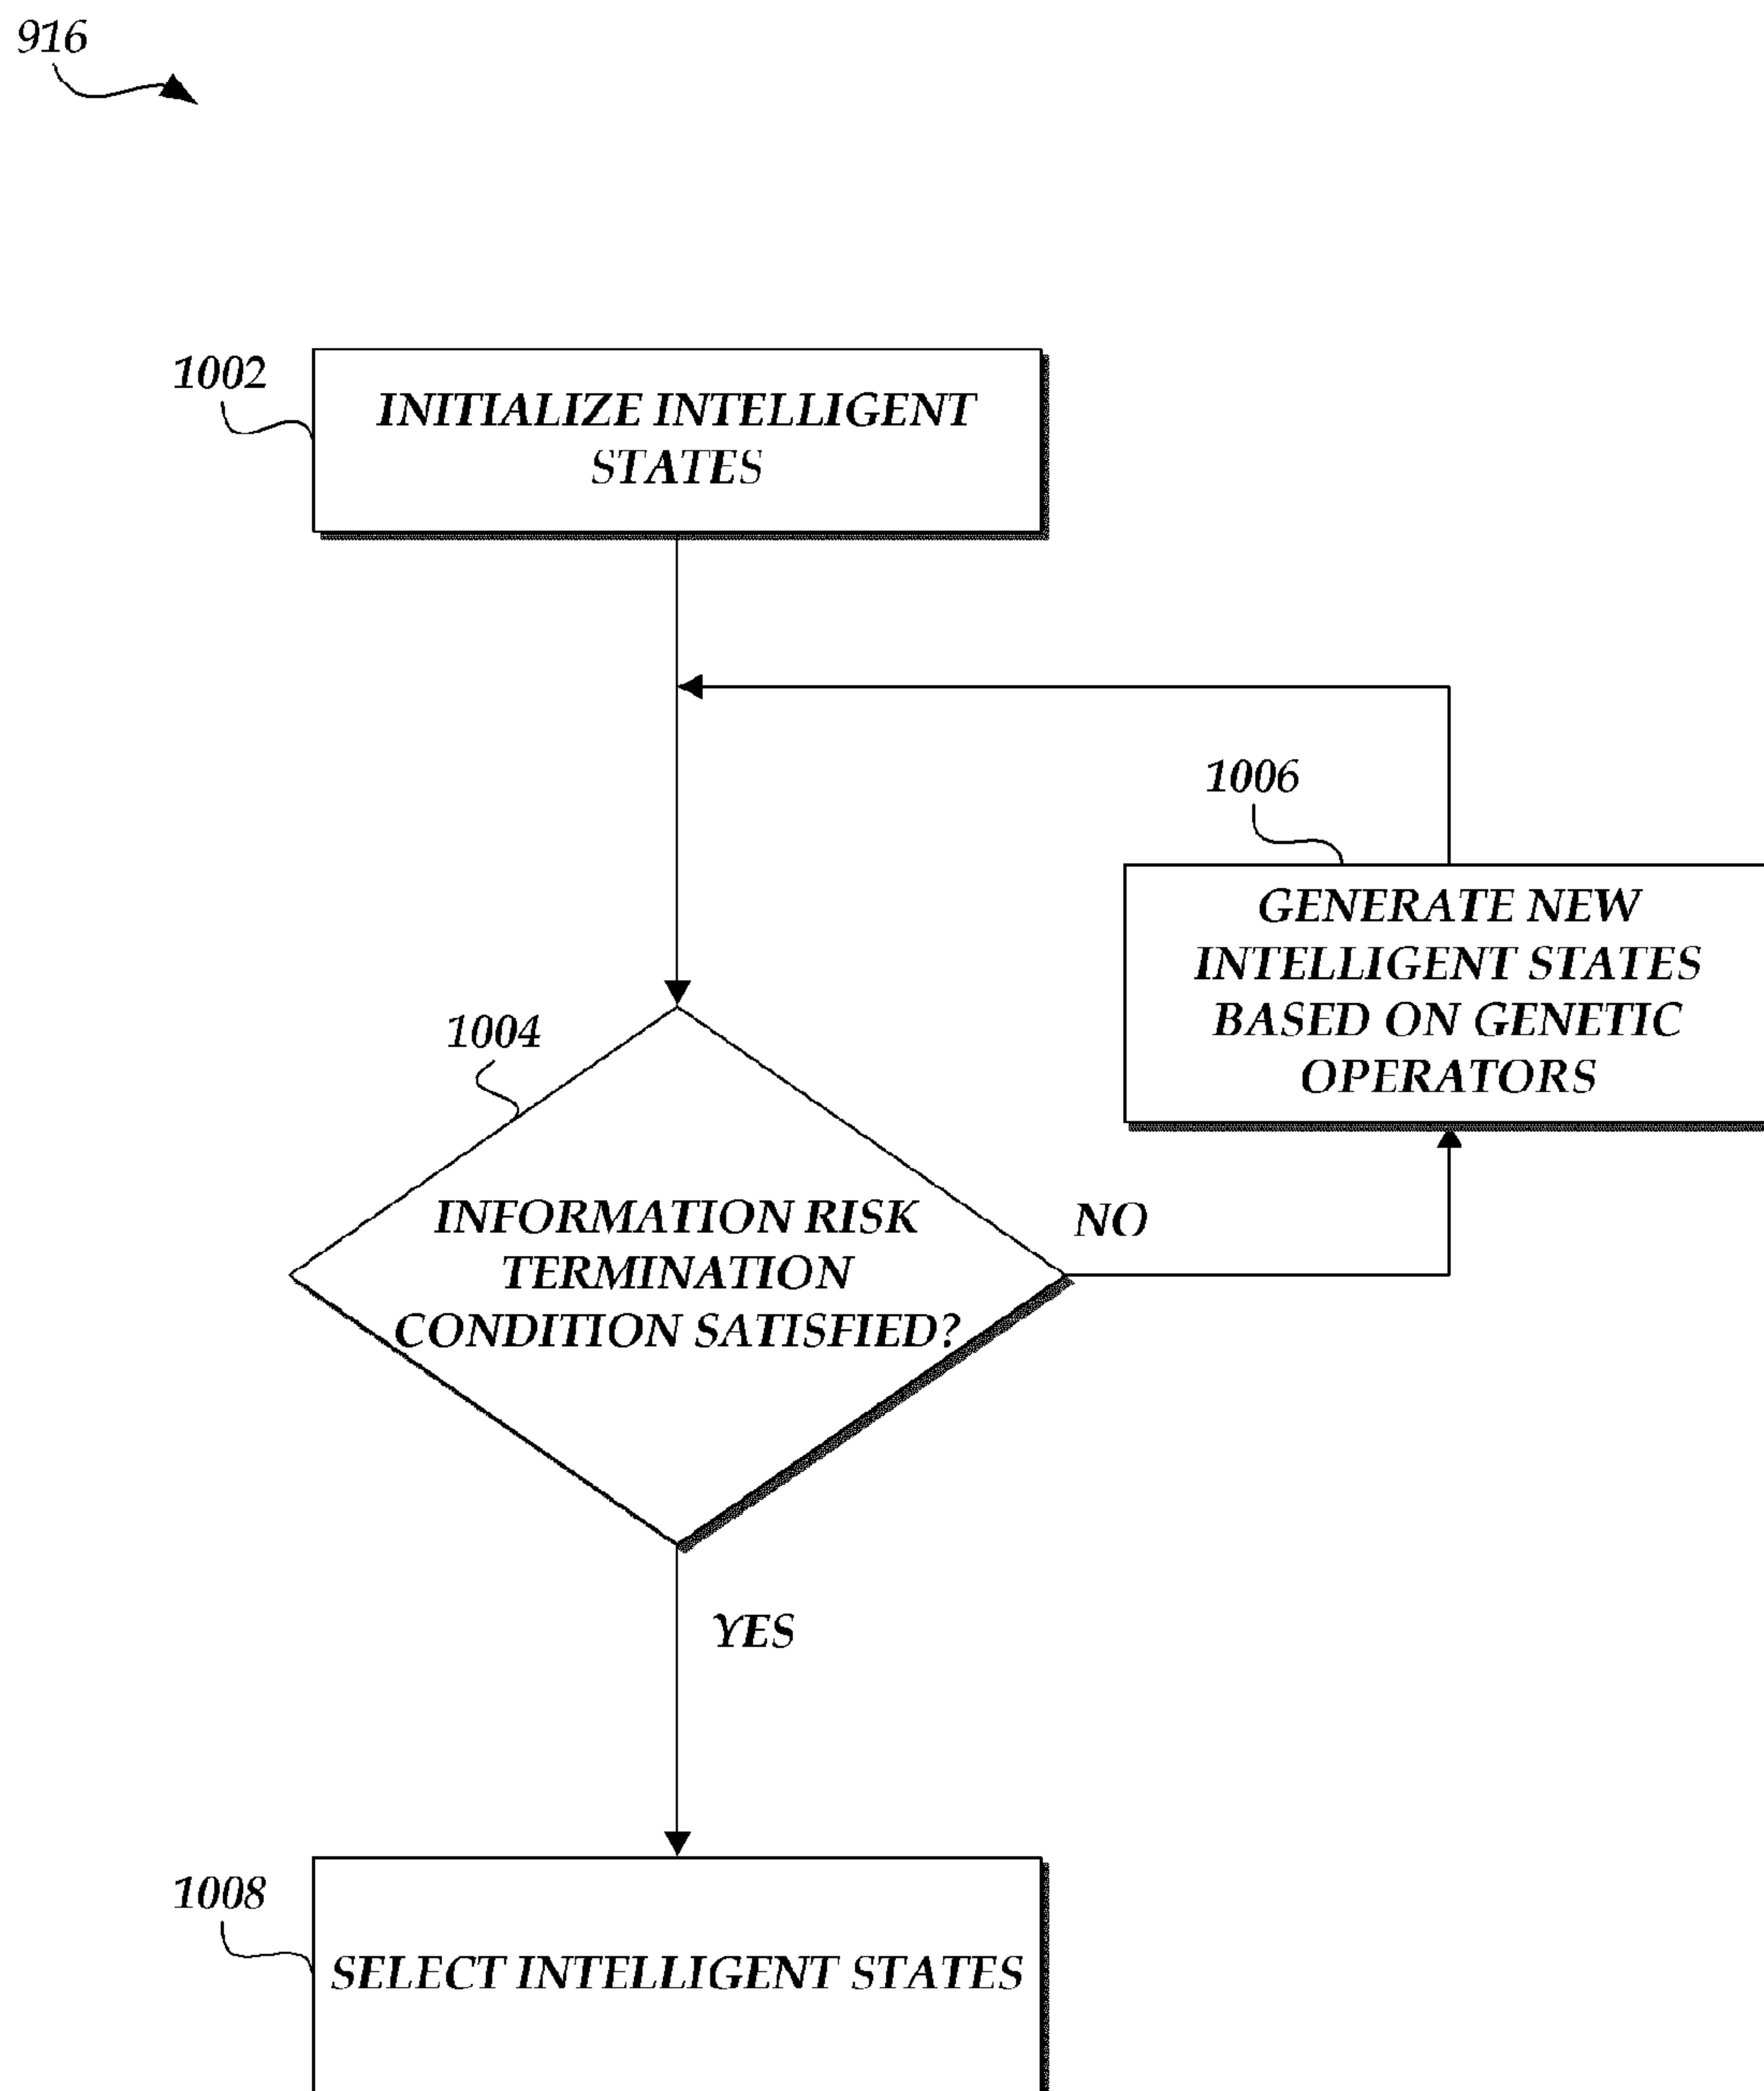 916
1002
INITIALIZE INTELLIGENT
STATES
1006
GENERATE NEW
INTELLIGENT STATES
BASED ON GENETIC
OPERATORS
1004
INFORMATION RISK
TERMINATION
CONDITION SATISFIED?
NO
YES
1008
SELECT INTELLIGENT STATES